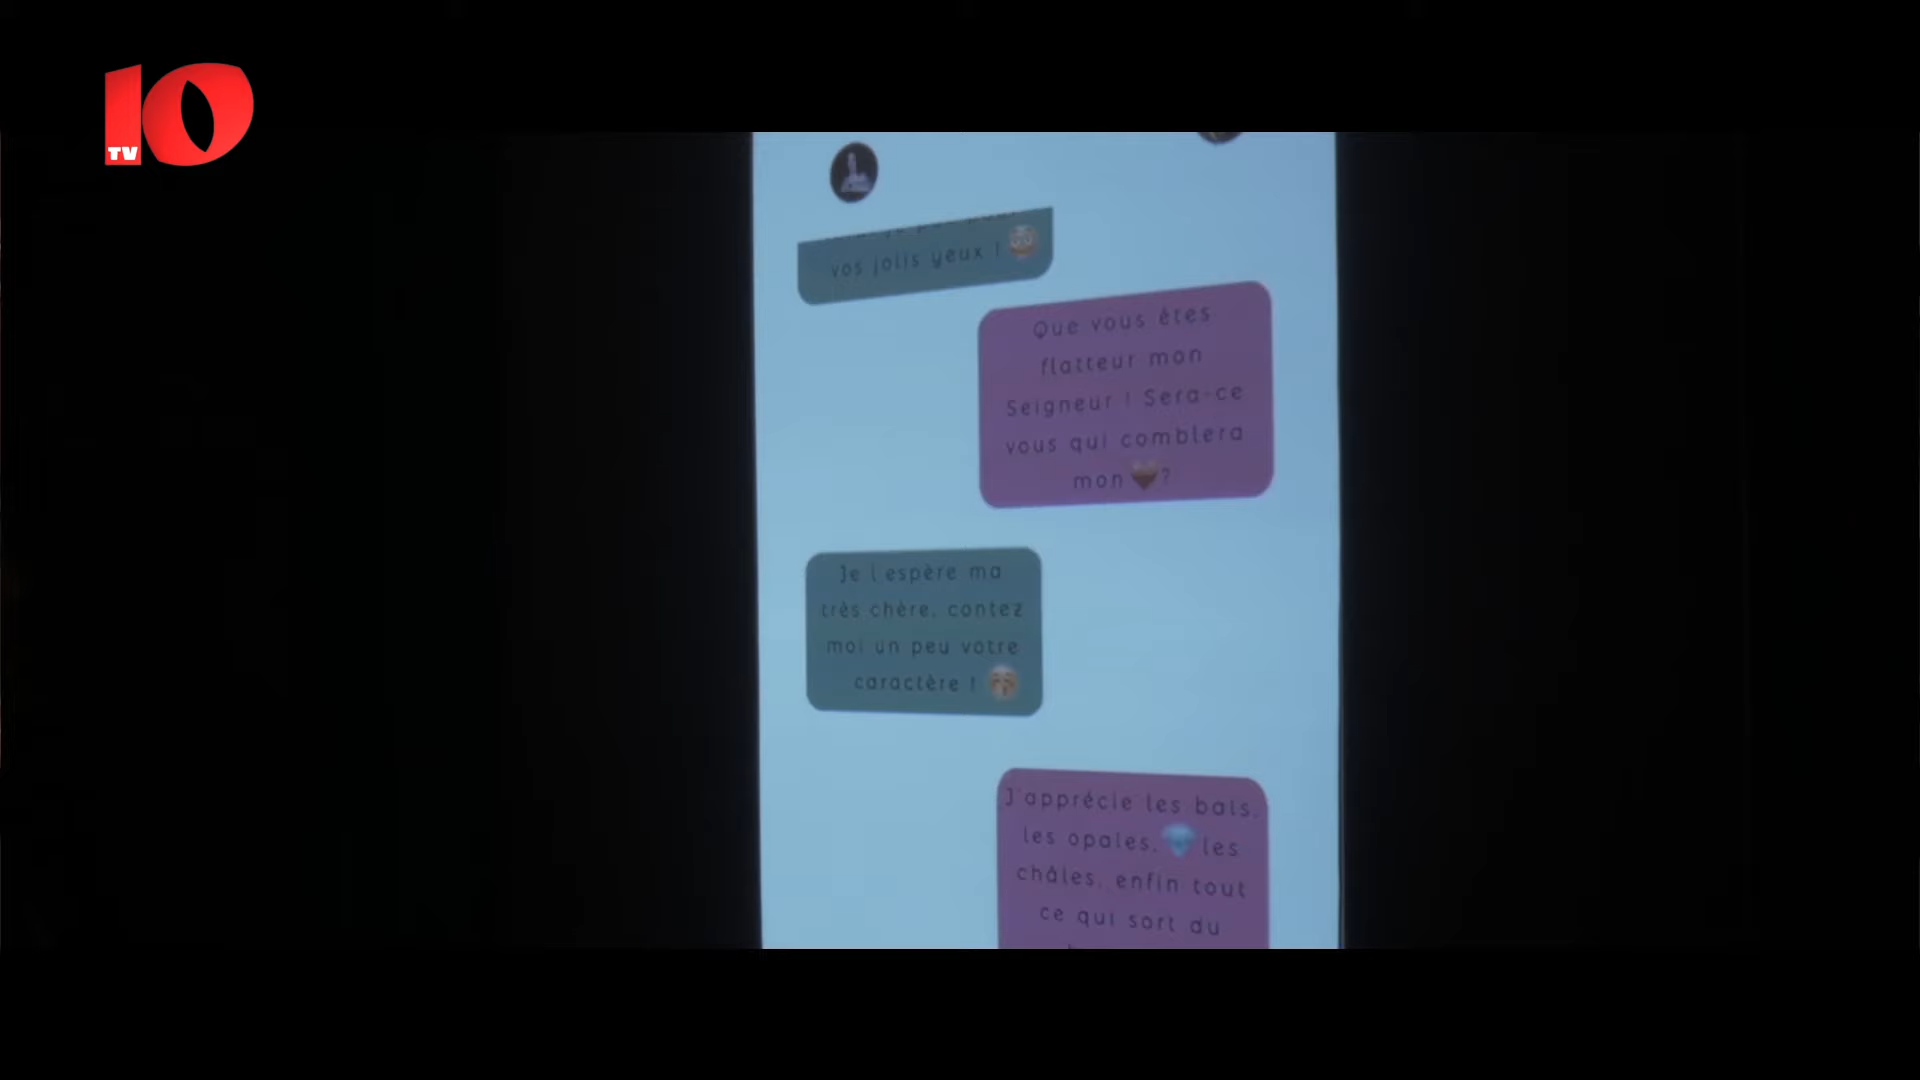 TV10
vos jolis yeux !
Que vous êtes
flatteur mon
Seigneur ! Sera-ce
vous qui comblera
mon 🤎?
Je l'espère ma
très chère, contez
moi un peu votre
caractère !
J'apprécie les bals,
les opales, 💎 les
châles, enfin tout
ce qui sort du